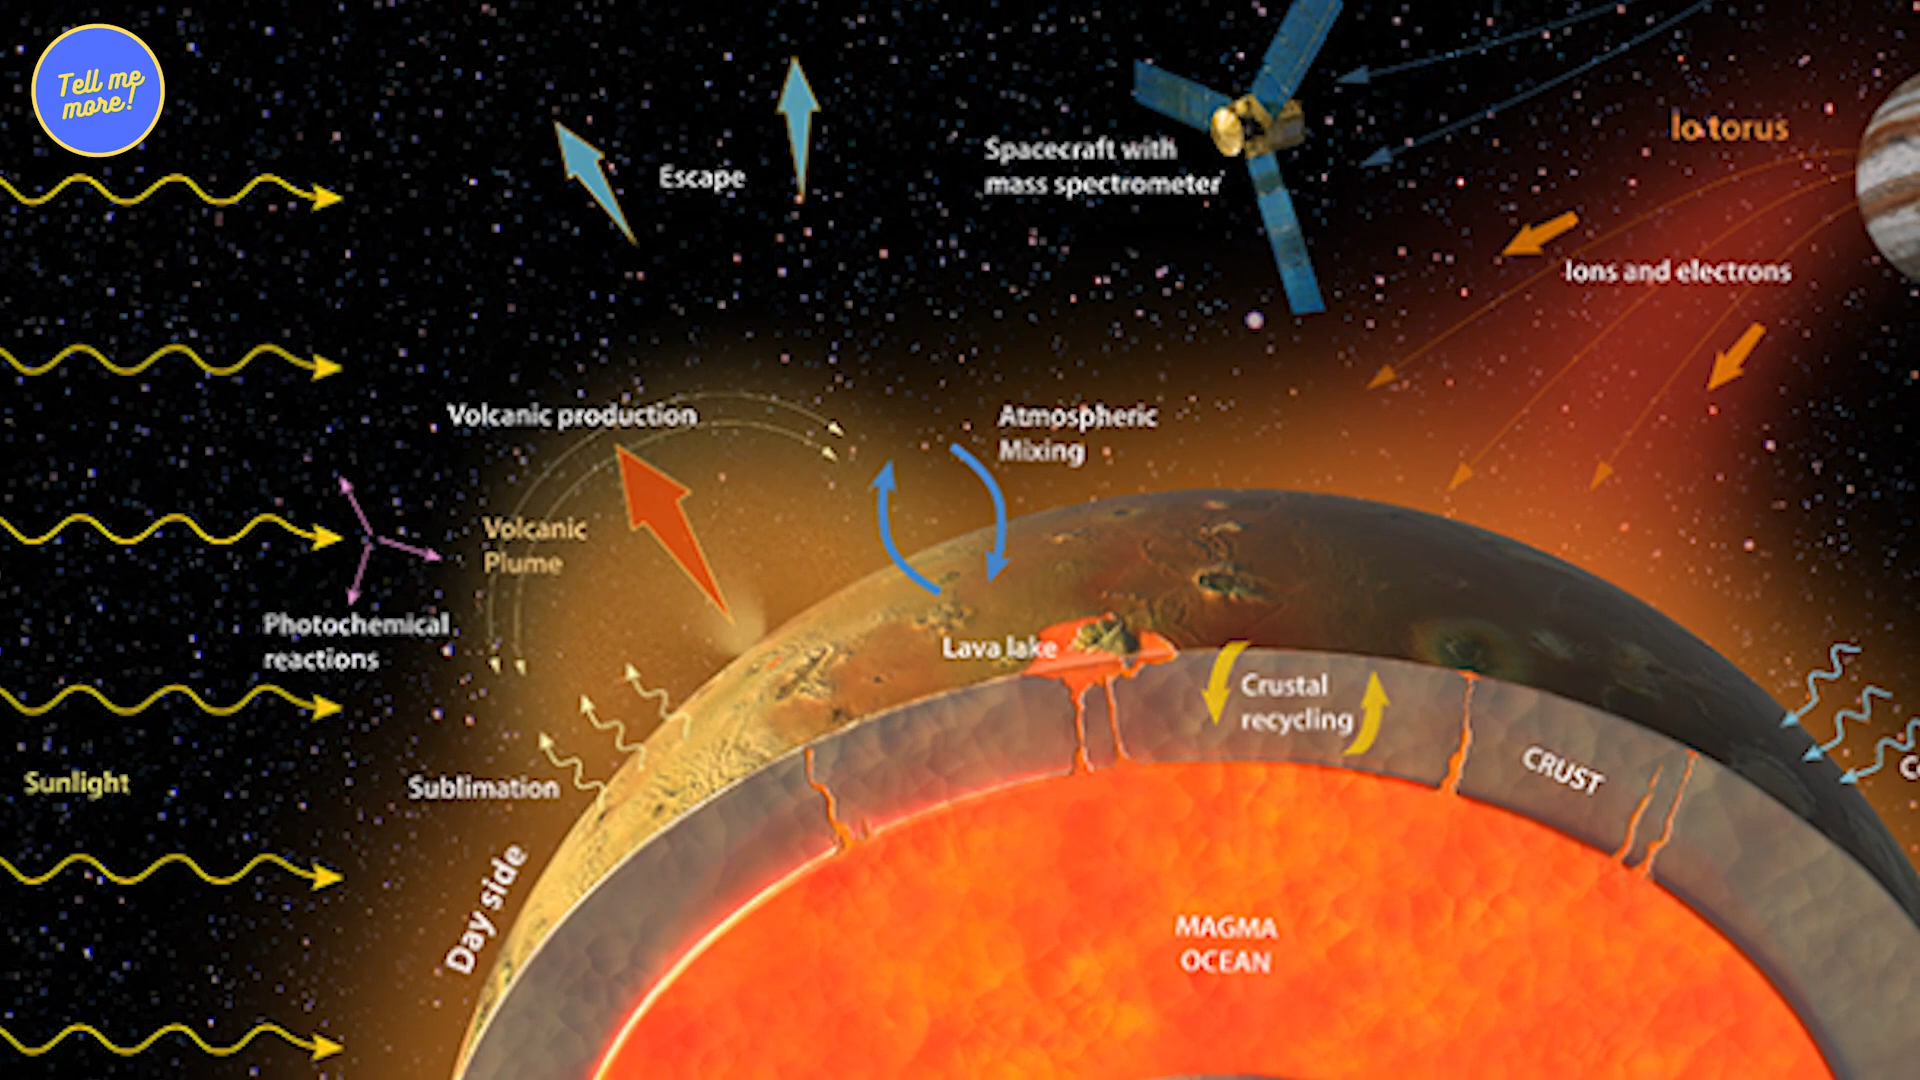 Tell me
more!
Escape
Spacecraft with
mass spectrometer
Io torus
Ions and electrons
Volcanic production
Atmospheric
Mixing
Volcanic
Plume
Photochemical
reactions
Lava lake
Crustal
recycling
CRUST
Sunlight
Sublimation
Day side
MAGMA
OCEAN